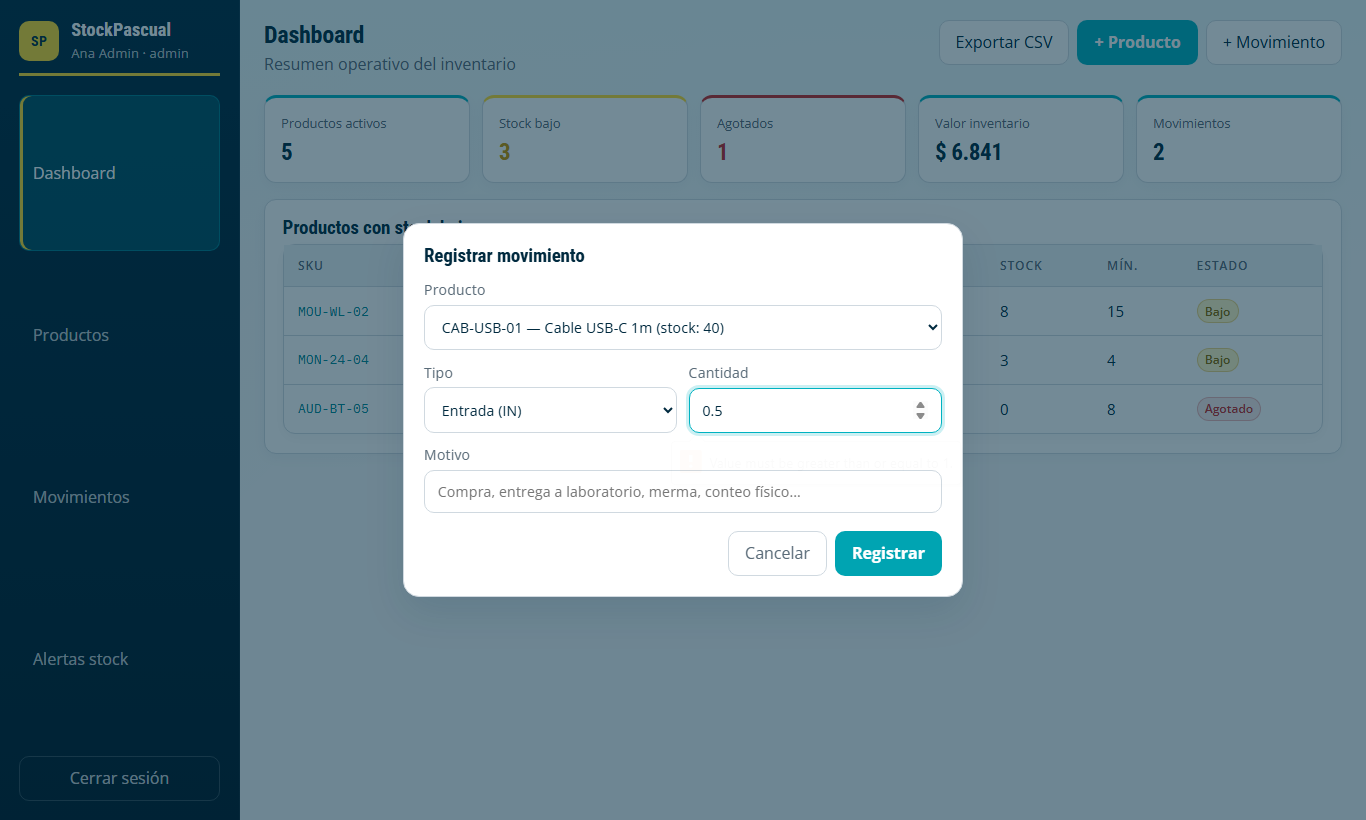 SP
StockPascual
Ana Admin · admin
Dashboard
Productos
Movimientos
Alertas stock
Cerrar sesión
Dashboard
Resumen operativo del inventario
Exportar CSV
+ Producto
+ Movimiento
Productos activos
5
Stock bajo
3
Agotados
1
Valor inventario
$ 6.841
Movimientos
2
Productos con
SKU
STOCK
MÍN.
ESTADO
MOU-WL-02
8
15
Bajo
MON-24-04
3
4
Bajo
AUD-BT-05
0
8
Agotado
Registrar movimiento
Producto
CAB-USB-01 — Cable USB-C 1m (stock: 40)
Tipo
Cantidad
Entrada (IN)
0.5
Motivo
Compra, entrega a laboratorio, merma, conteo físico...
Cancelar
Registrar